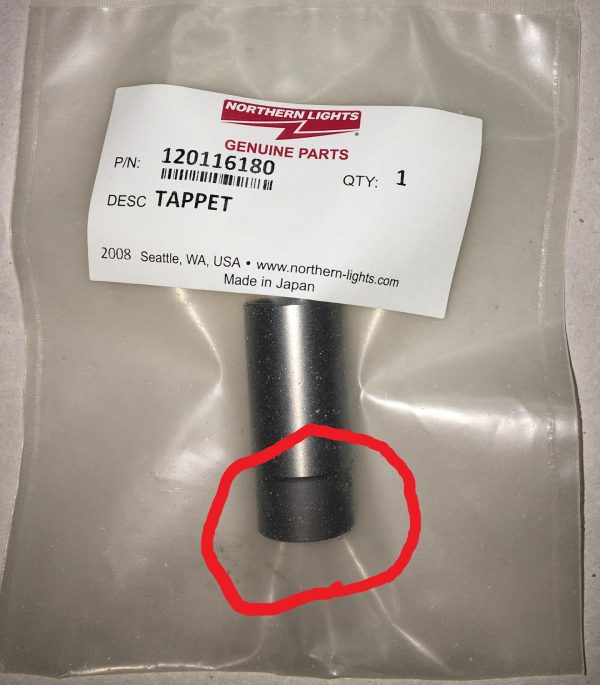 NORTHERN LIGHTS
GENUINE PARTS
P/N: 120116180 QTY: 1
DESC TAPPET
2008 Seattle, WA, USA • www.northern-lights.com
Made in Japan